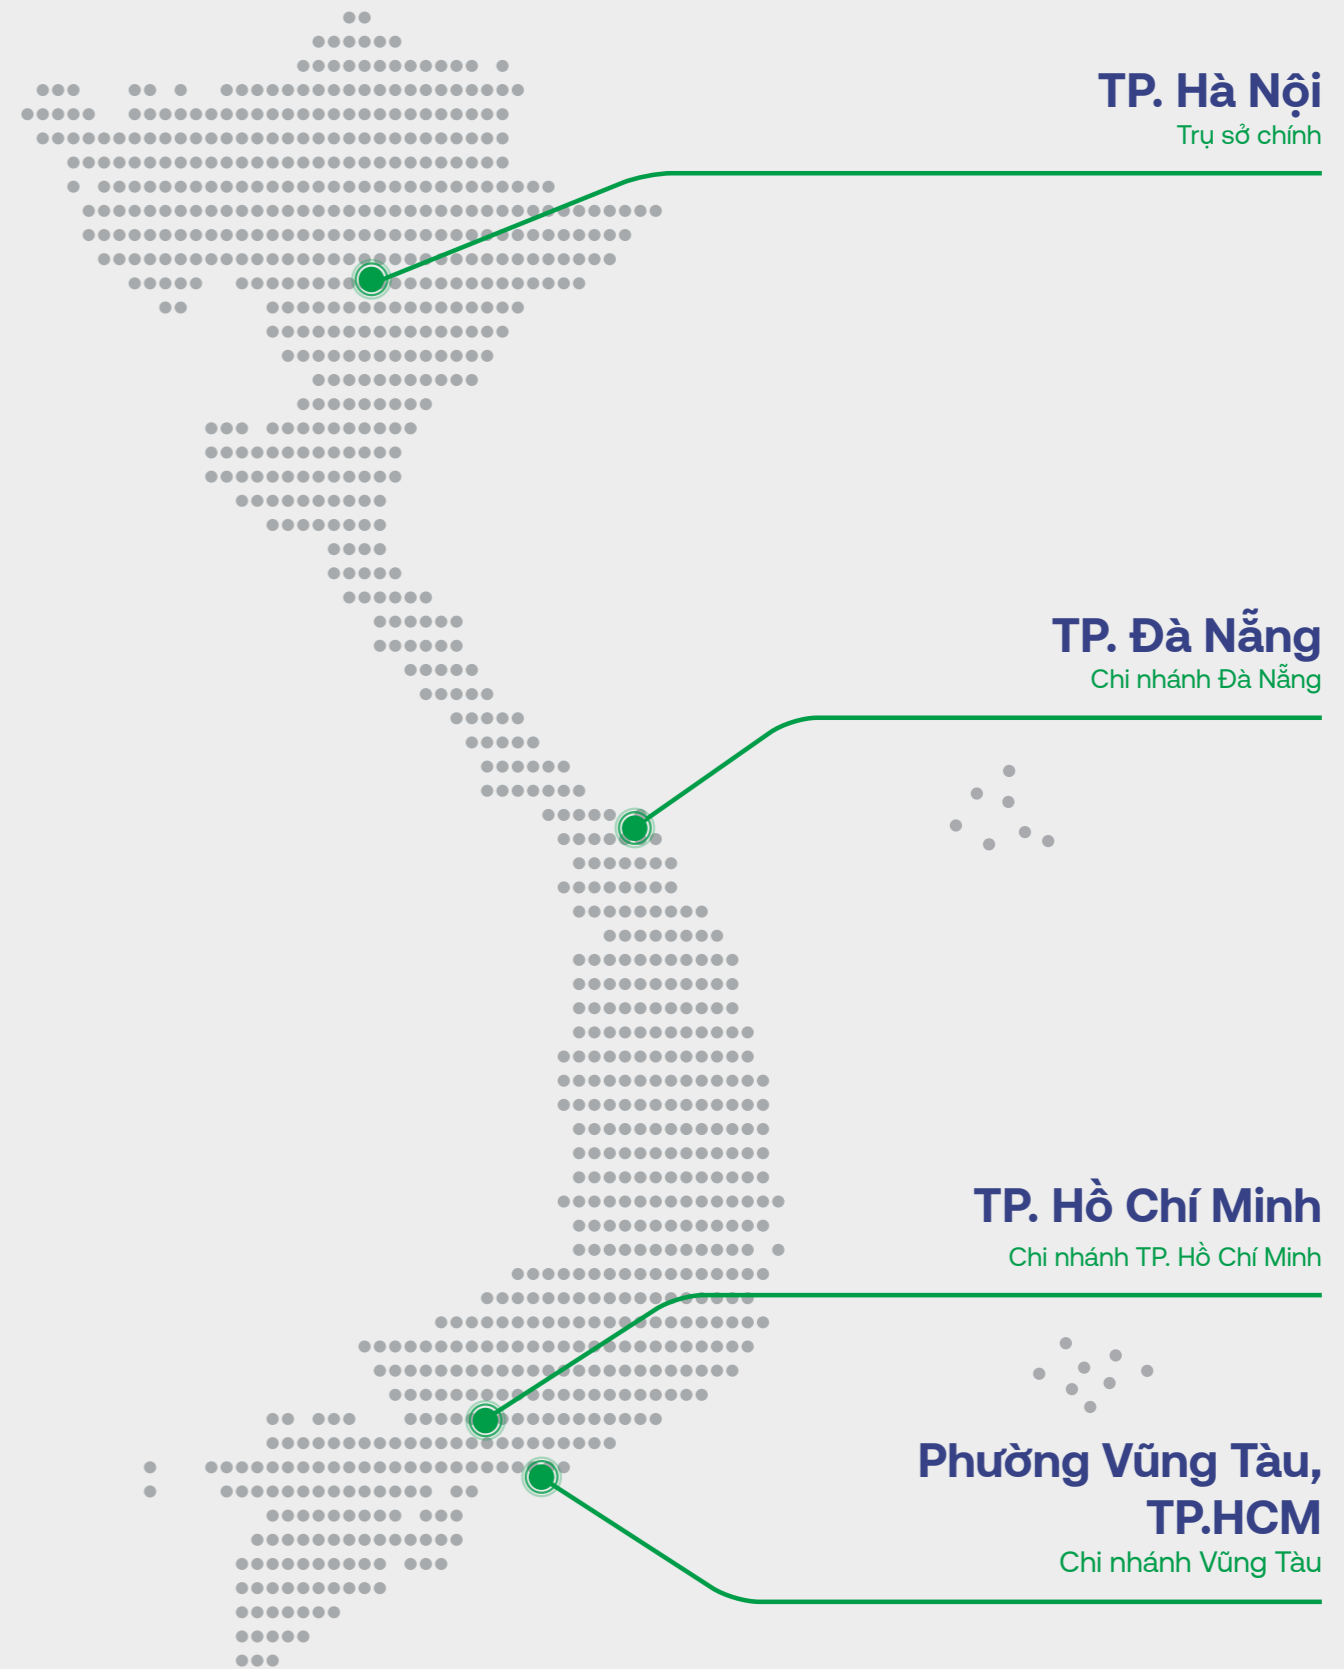 TP. Hà Nội
Trụ sở chính
TP. Đà Nẵng
Chi nhánh Đà Nẵng
TP. Hồ Chí Minh
Chi nhánh TP. Hồ Chí Minh
Phường Vũng Tàu,
TP.HCM
Chi nhánh Vũng Tàu